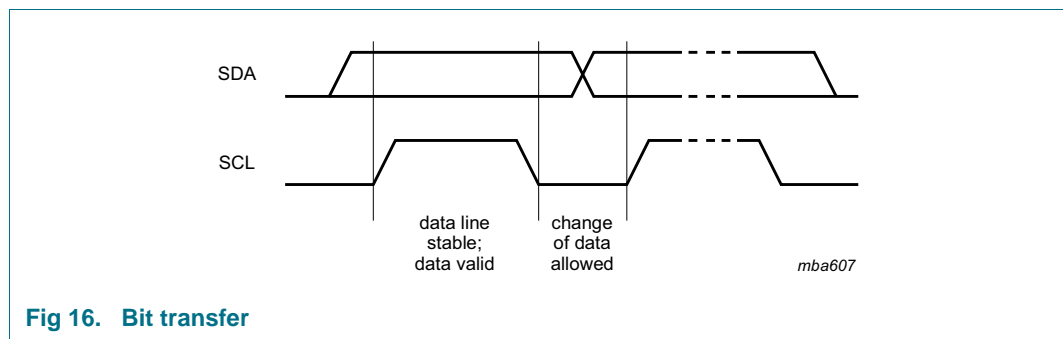 SDA
SCL
data line
stable;
data valid
change
of data
allowed
mba607
Fig 16. Bit transfer